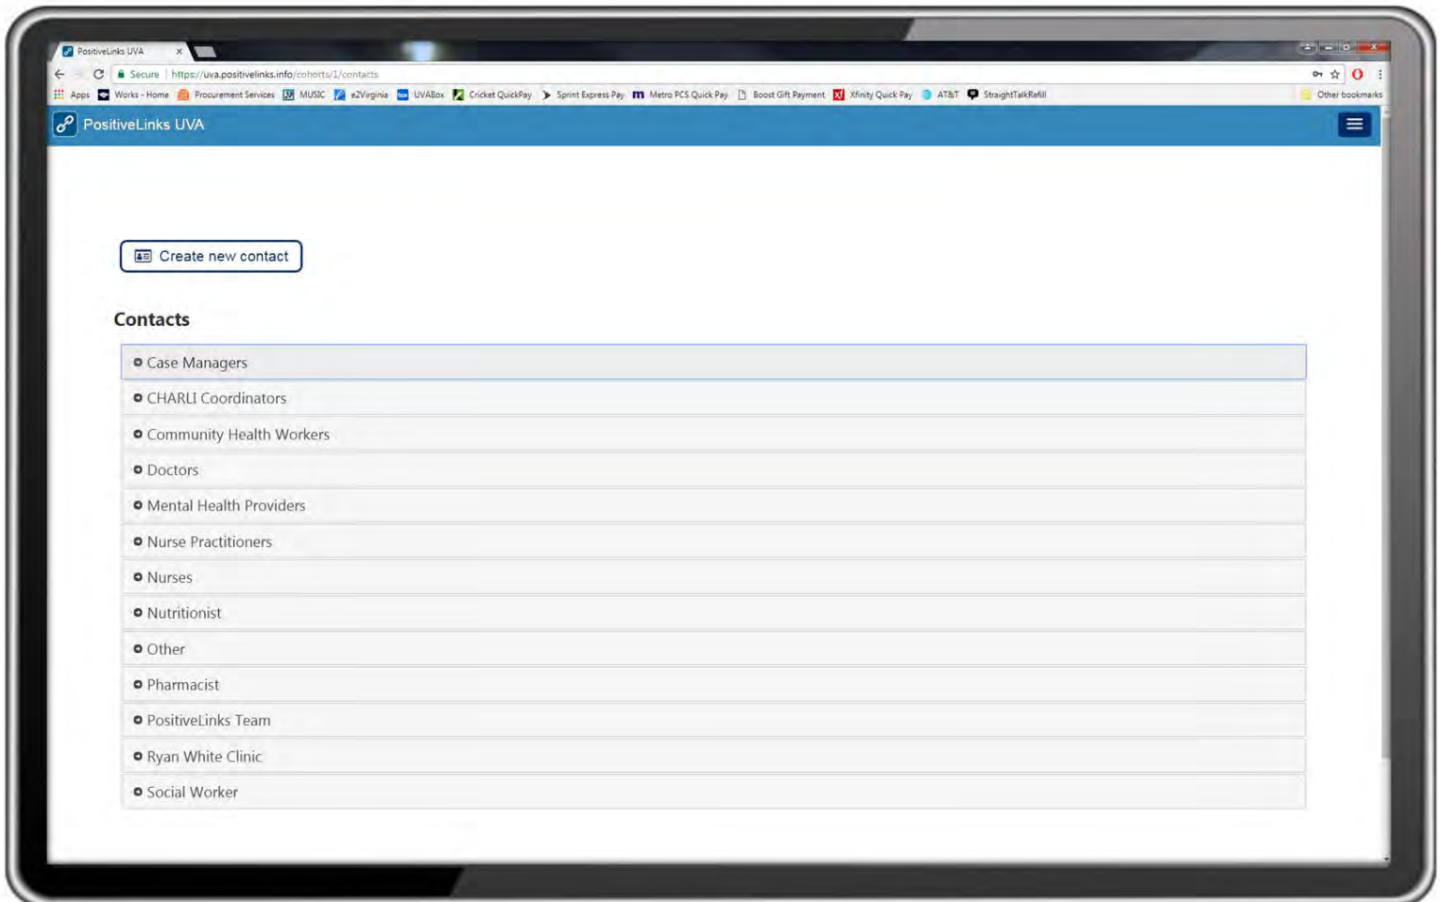 PositiveLinks UVA
Secure https://uva.positivelinks.info/cohorts/1/contacts
Apps Works - Home Procurement Services MUSIC e2Virginia UVABox Cricket QuickPay Sprint Express Pay Metro PCS Quick Pay Boost Gift Payment Xfinity Quick Pay AT&T StraightTalkRefill Other bookmarks
PositiveLinks UVA
Create new contact
Contacts
Case Managers
CHARLI Coordinators
Community Health Workers
Doctors
Mental Health Providers
Nurse Practitioners
Nurses
Nutritionist
Other
Pharmacist
PositiveLinks Team
Ryan White Clinic
Social Worker